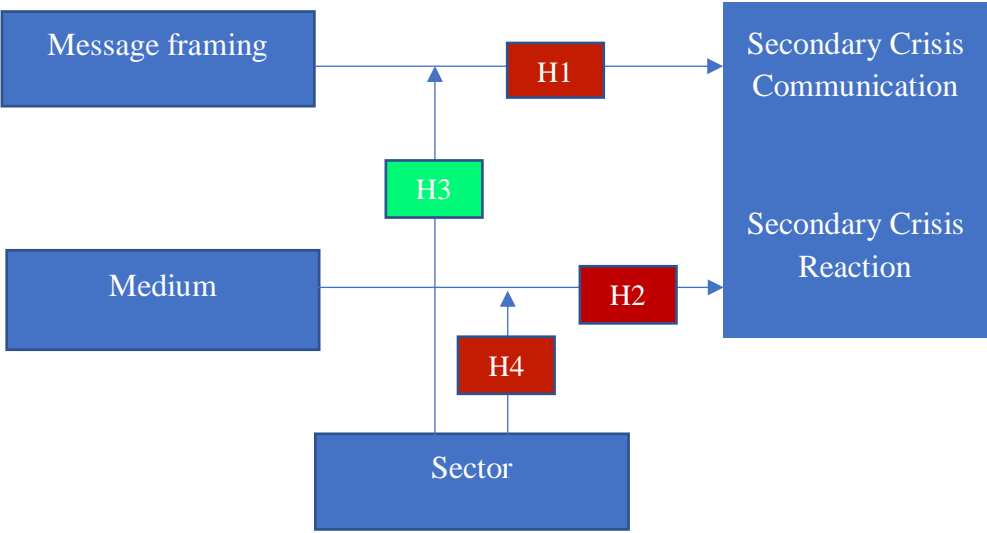 Message framing
H1
Secondary Crisis
Communication
H3
Secondary Crisis
Reaction
Medium
H2
H4
Sector